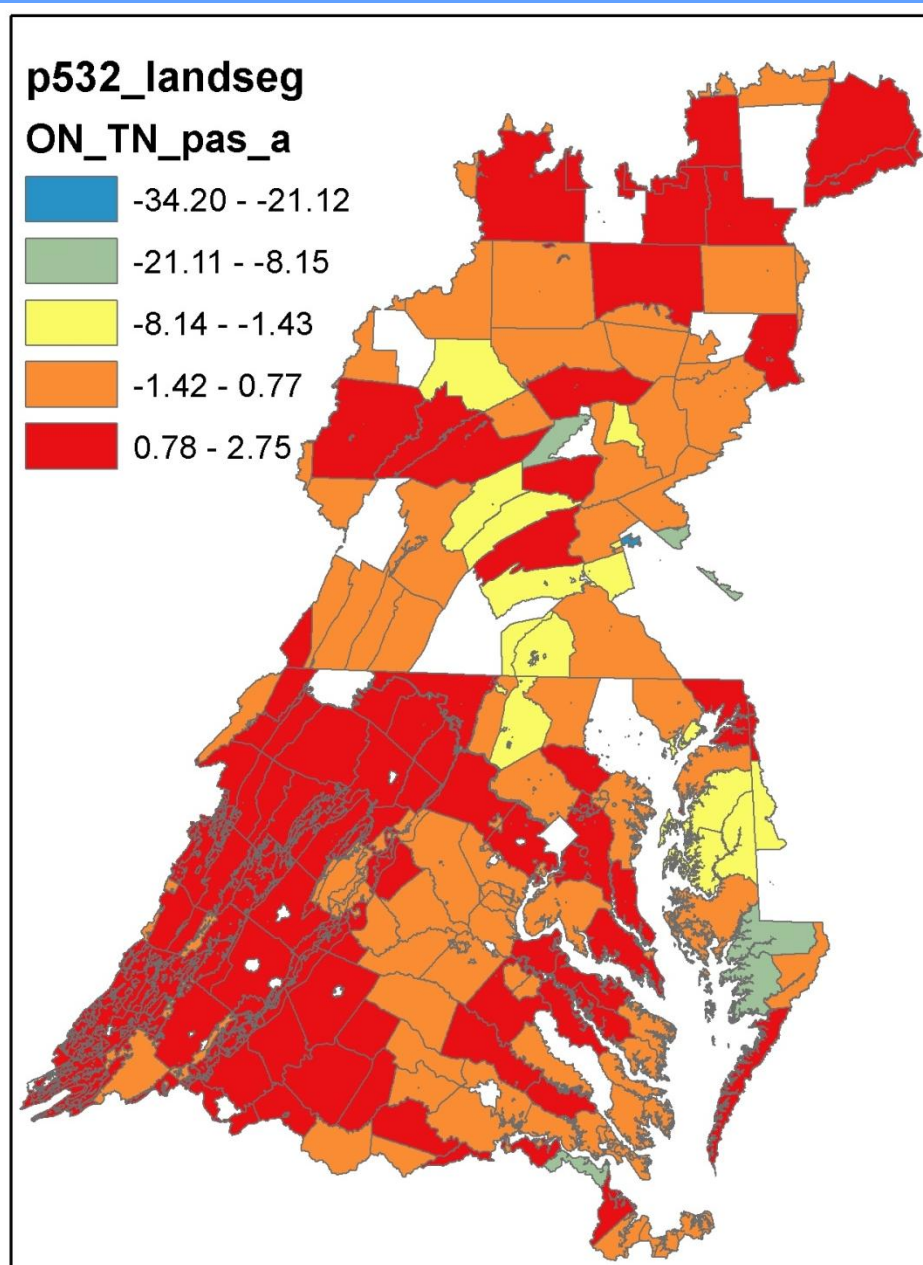 p532_landseg
ON_TN_pas_a
-34.20 - -21.12
-21.11 - -8.15
-8.14 - -1.43
-1.42 - 0.77
0.78 - 2.75